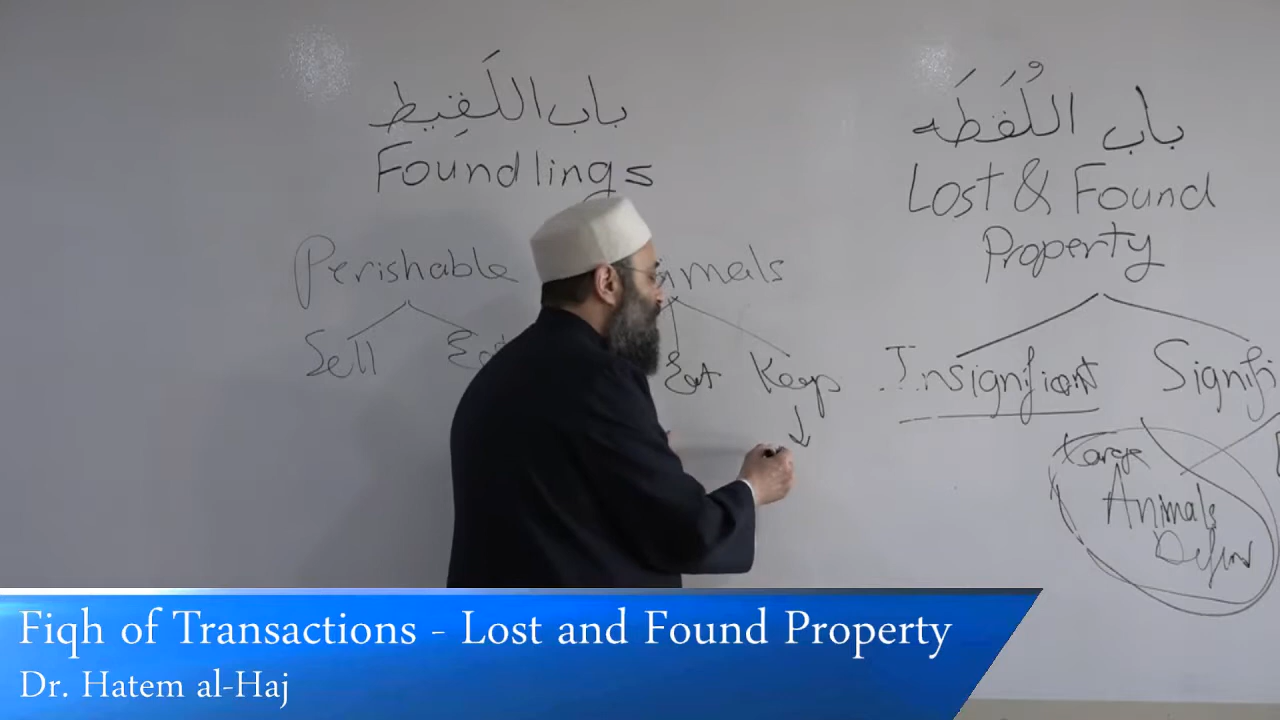 باب اللُقَطَه
Lost & Found
Property
Insignificant
Large
Animals
باب اللَقِيط
Foundlings
Perishable
Sell
Eat Keep
Fiqh of Transactions - Lost and Found Property
Dr. Hatem al-Haj